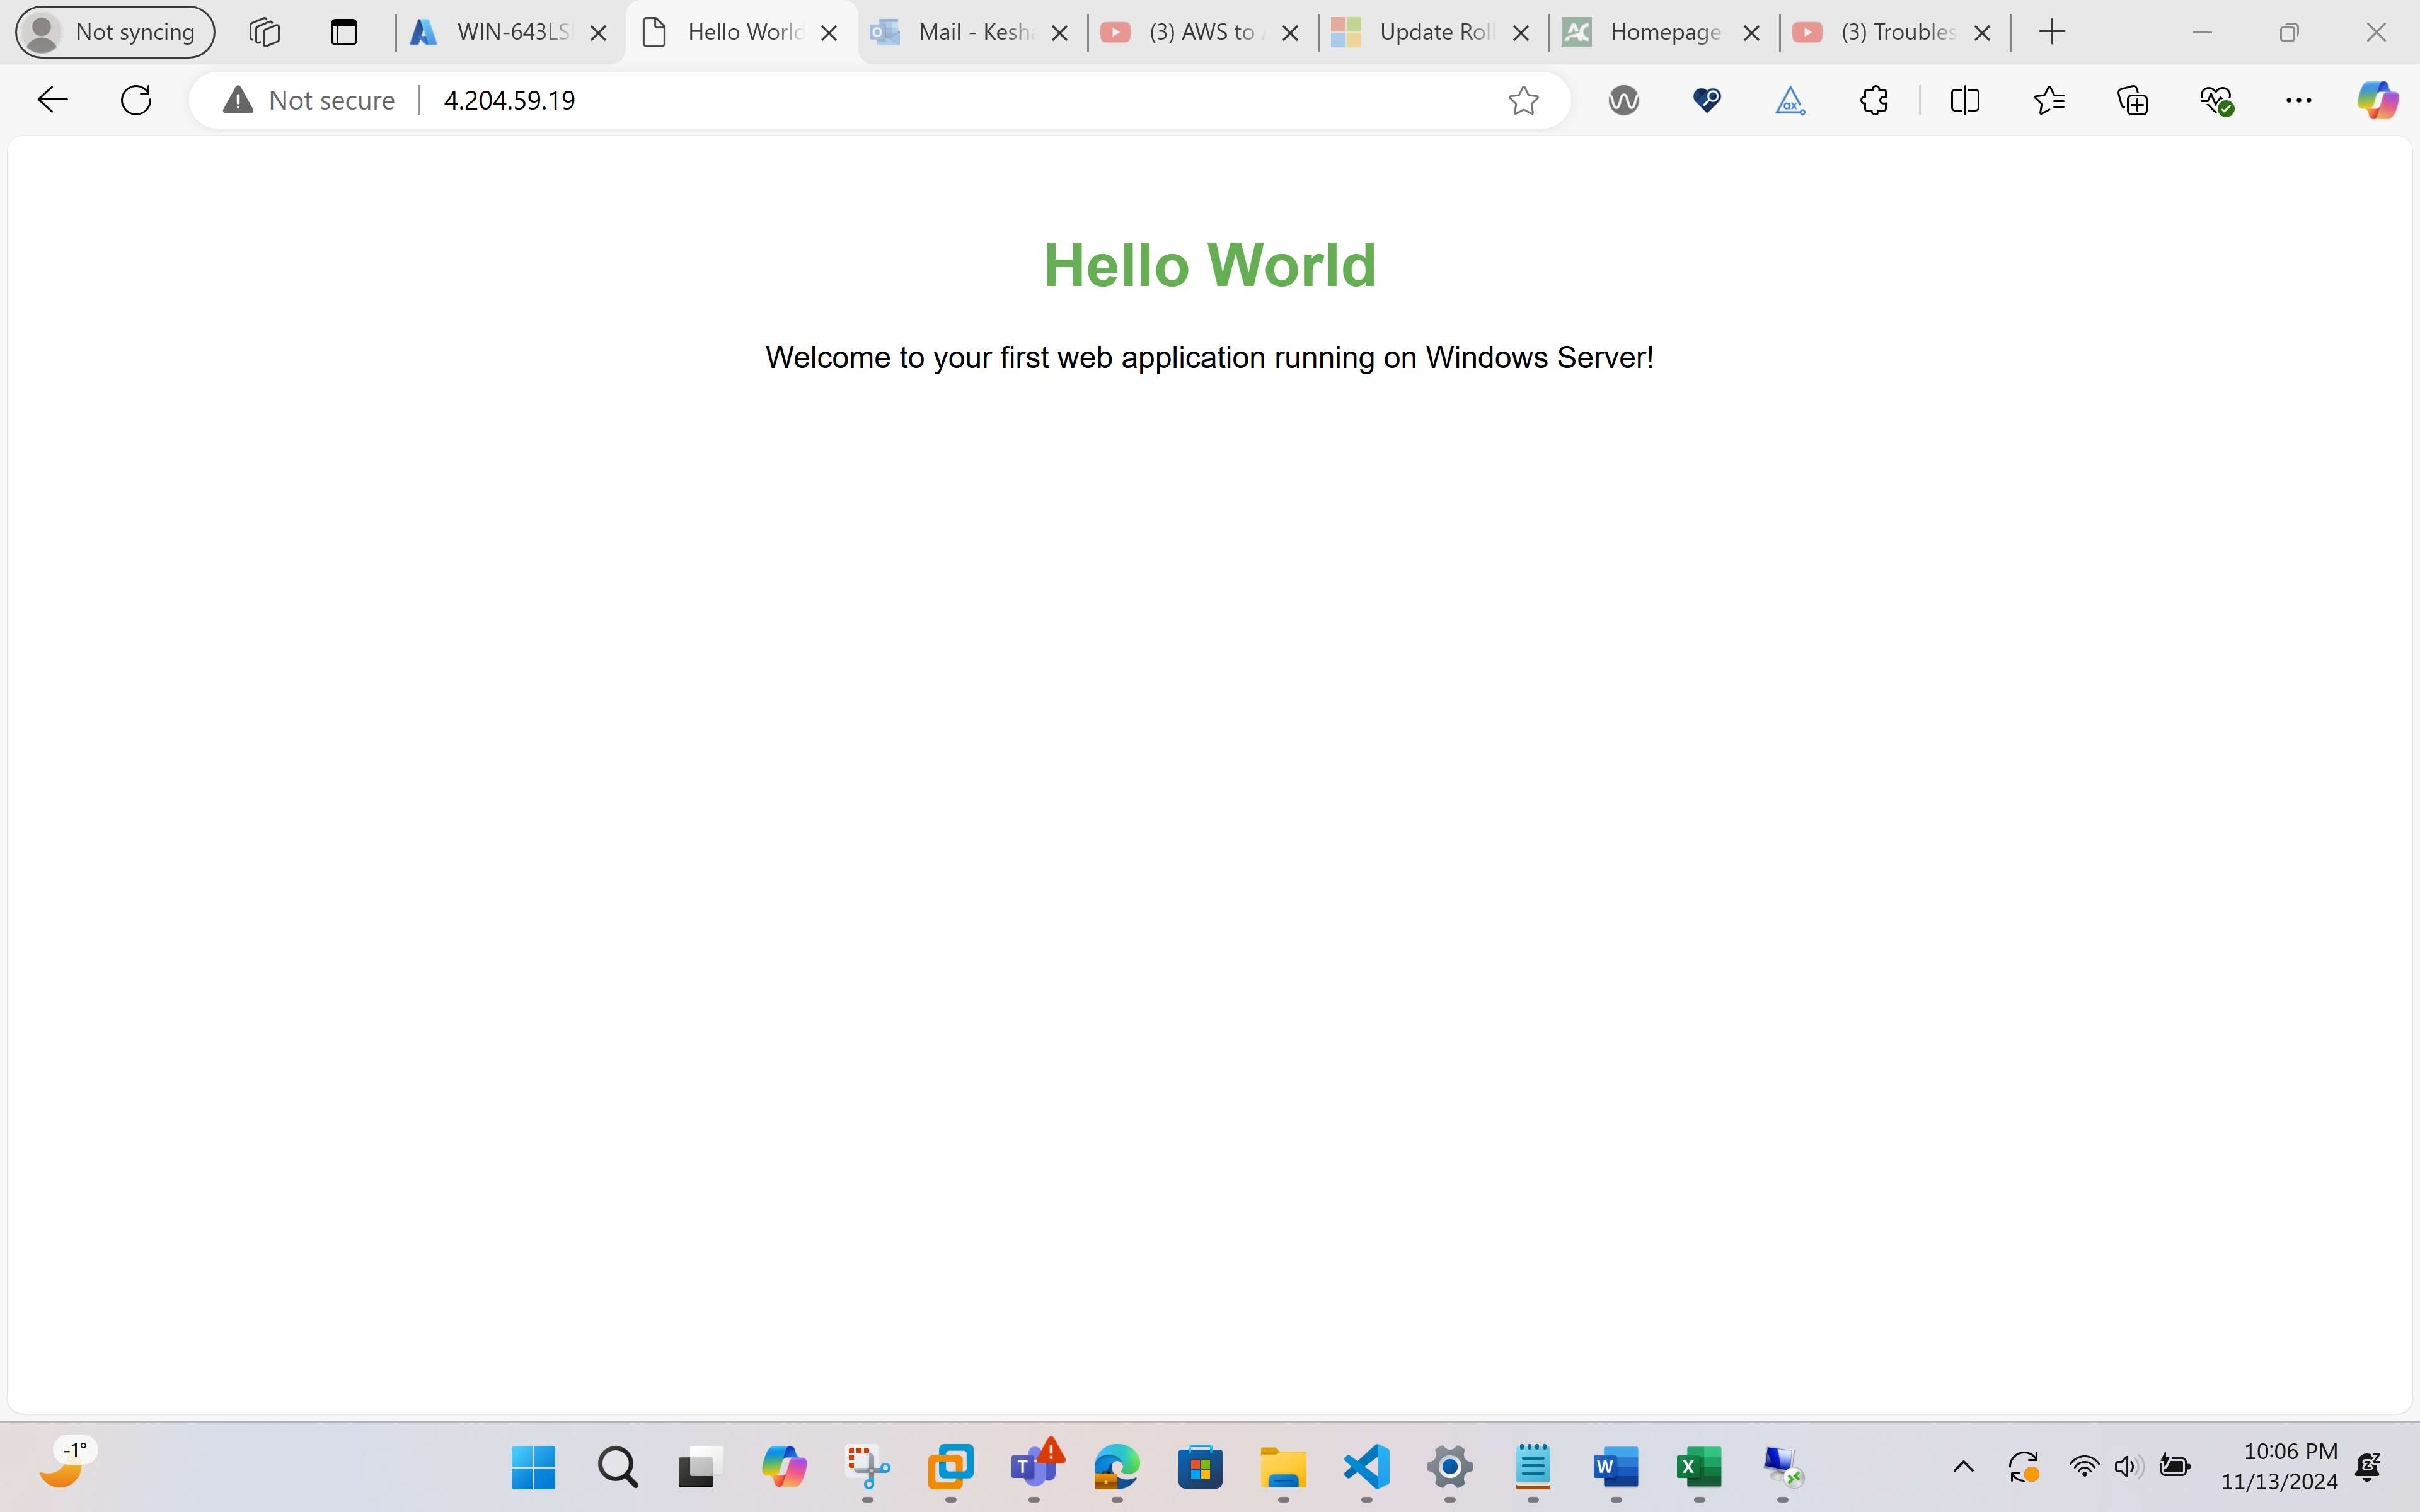 Not syncing
WIN-643LS
Hello World
Mail - Kesh
(3) AWS to
Update Roll
Homepage
(3) Troubles
Not secure
4.204.59.19
Hello World
Welcome to your first web application running on Windows Server!
-1°
10:06 PM
11/13/2024